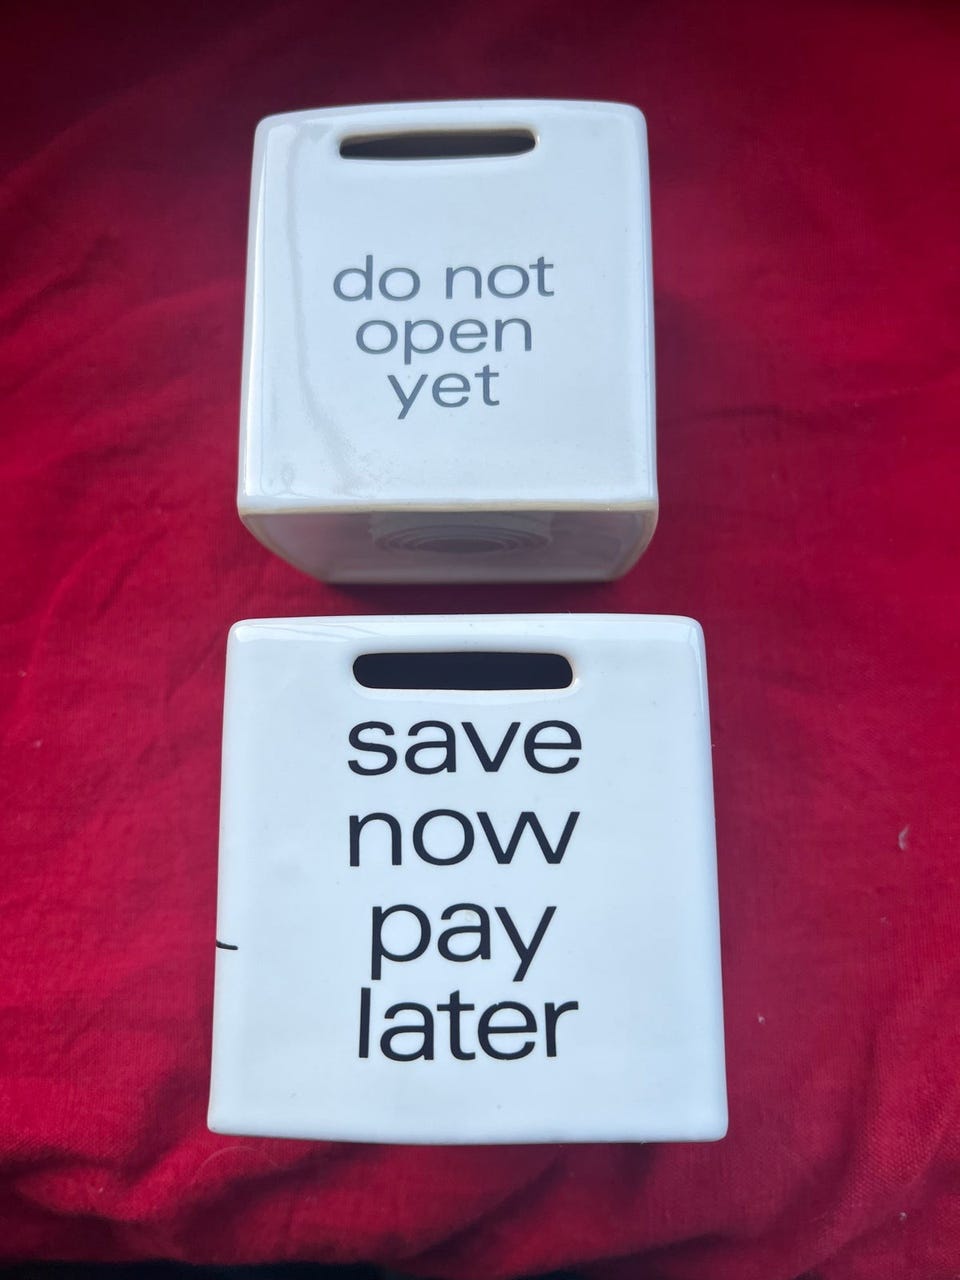 do not
open
yet
save
now
pay
later